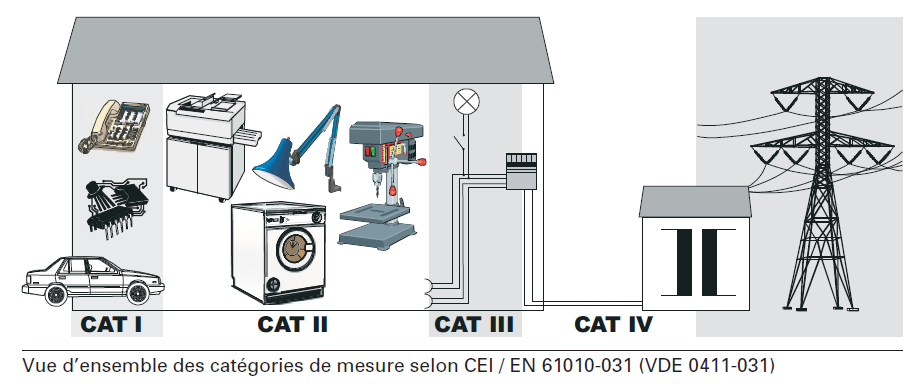 CAT I
CAT II
CAT III
CAT IV
Vue d’ensemble des catégories de mesure selon CEI / EN 61010-031 (VDE 0411-031)